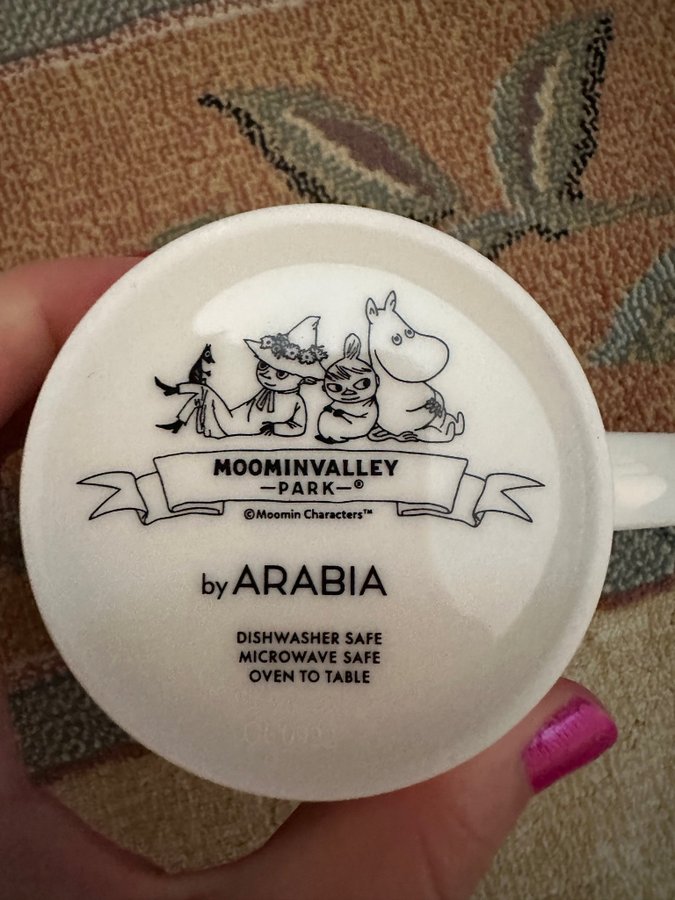 MOOMINVALLEY
—PARK—®
©Moomin Characters™
by ARABIA
DISHWASHER SAFE
MICROWAVE SAFE
OVEN TO TABLE